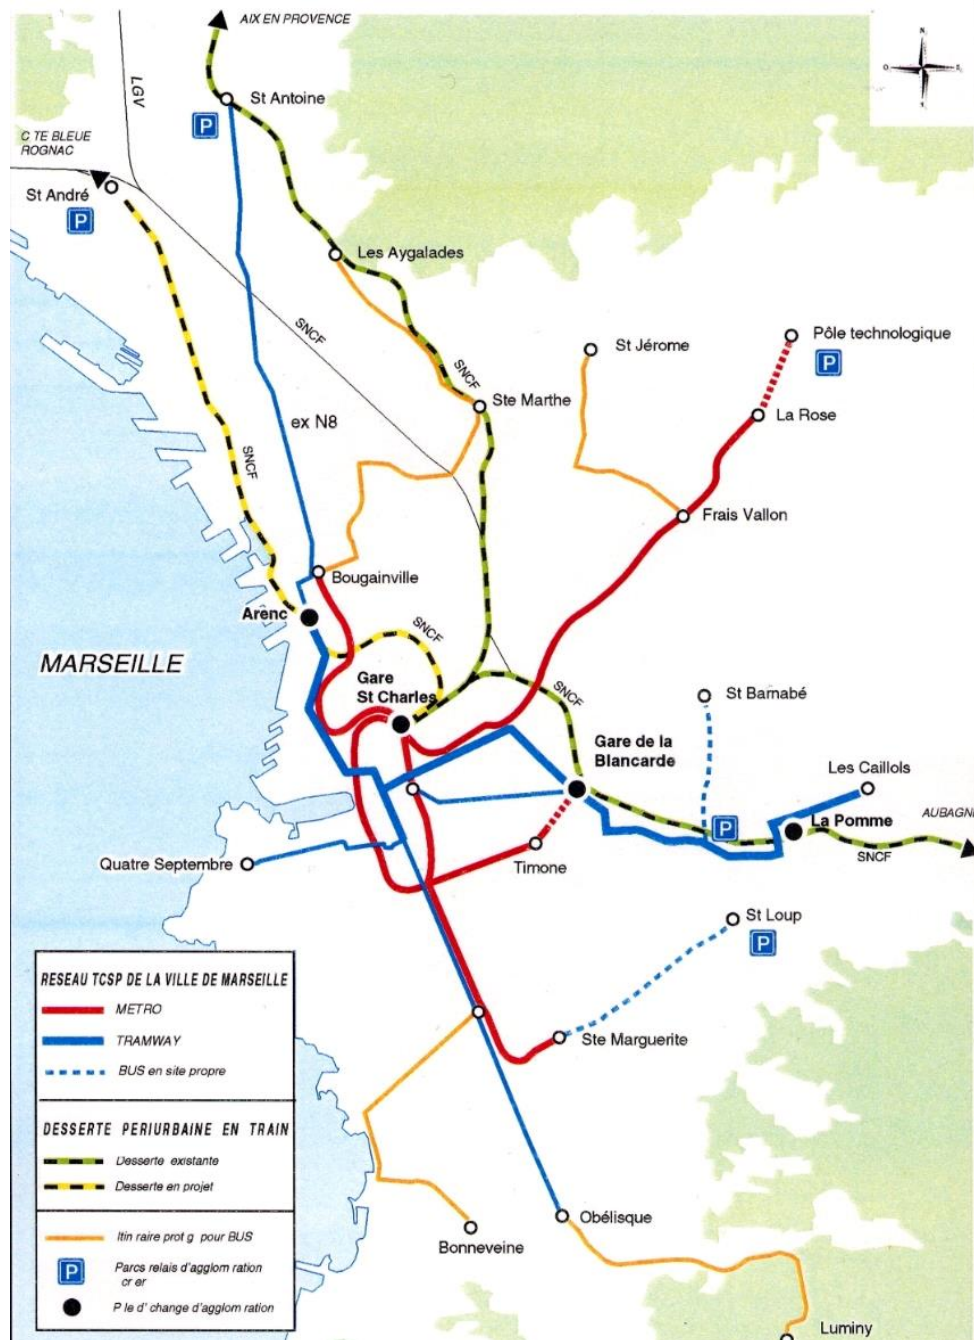 AIX EN PROVENCE
N
O
S
St Antoine
P
LGV
C TE BLEUE
ROGNAC
St André
P
Les Aygalades
SNCF
St Jérome
Pôle technologique
P
SNCF
Ste Marthe
La Rose
ex N8
SNCF
Frais Vallon
Bougainville
Arenc
SNCF
MARSEILLE
Gare
St Charles
SNCF
St Barnabé
Gare de la
Blancarde
Les Caillols
P
La Pomme
AUBAGNE
SNCF
Quatre Septembre
Timone
St Loup
P
RESEAU TCSP DE LA VILLE DE MARSEILLE
METRO
TRAMWAY
BUS en site propre
Ste Marguerite
DESSERTE PERIURBAINE EN TRAIN
Desserte existante
Desserte en projet
Itin raire prot g pour BUS
P
Parcs relais d'agglom ration
cr er
P le d' change d'agglom ration
Obélisque
Bonneveine
Luminy